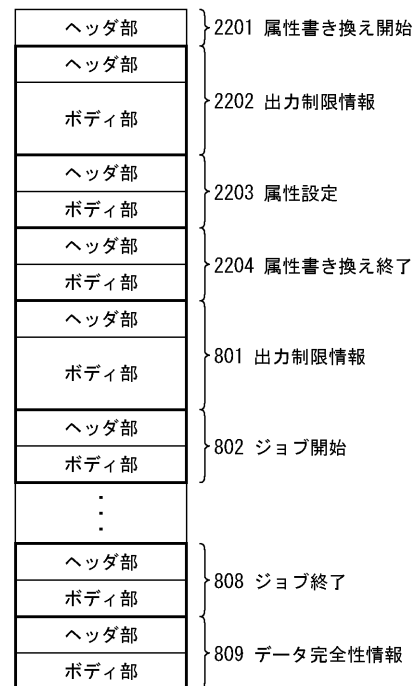 ヘッダ部
2201 属性書き換え開始
ヘッダ部
ボディ部
2202 出力制限情報
ヘッダ部
ボディ部
2203 属性設定
ヘッダ部
ボディ部
2204 属性書き換え終了
ヘッダ部
ボディ部
801 出力制限情報
ヘッダ部
ボディ部
802 ジョブ開始
ヘッダ部
ボディ部
808 ジョブ終了
ヘッダ部
ボディ部
809 データ完全性情報